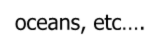 oceans, etc….